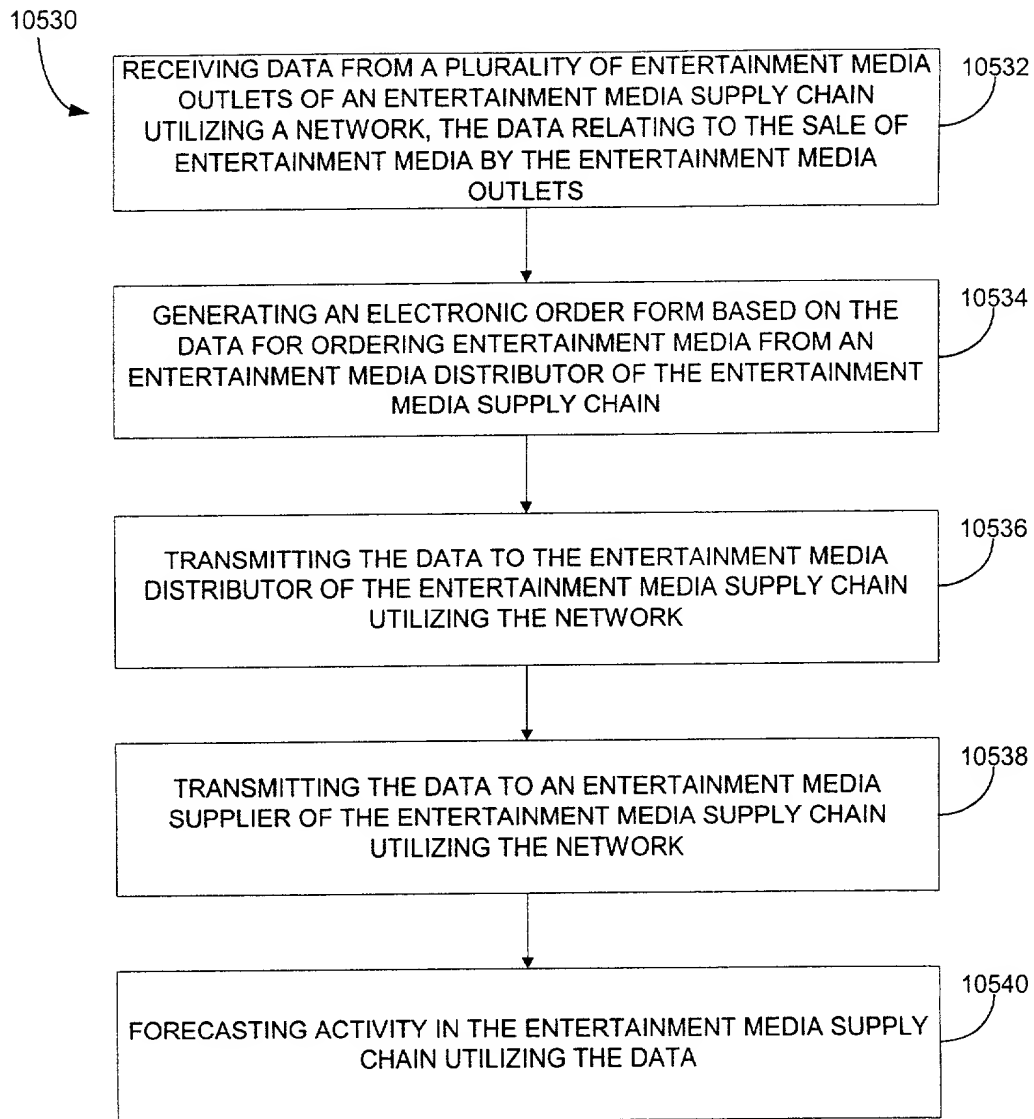 10530
RECEIVING DATA FROM A PLURALITY OF ENTERTAINMENT MEDIA
OUTLETS OF AN ENTERTAINMENT MEDIA SUPPLY CHAIN
UTILIZING A NETWORK, THE DATA RELATING TO THE SALE OF
ENTERTAINMENT MEDIA BY THE ENTERTAINMENT MEDIA
OUTLETS
10532
GENERATING AN ELECTRONIC ORDER FORM BASED ON THE
DATA FOR ORDERING ENTERTAINMENT MEDIA FROM AN
ENTERTAINMENT MEDIA DISTRIBUTOR OF THE ENTERTAINMENT
MEDIA SUPPLY CHAIN
10534
TRANSMITTING THE DATA TO THE ENTERTAINMENT MEDIA
DISTRIBUTOR OF THE ENTERTAINMENT MEDIA SUPPLY CHAIN
UTILIZING THE NETWORK
10536
TRANSMITTING THE DATA TO AN ENTERTAINMENT MEDIA
SUPPLIER OF THE ENTERTAINMENT MEDIA SUPPLY CHAIN
UTILIZING THE NETWORK
10538
FORECASTING ACTIVITY IN THE ENTERTAINMENT MEDIA SUPPLY
CHAIN UTILIZING THE DATA
10540